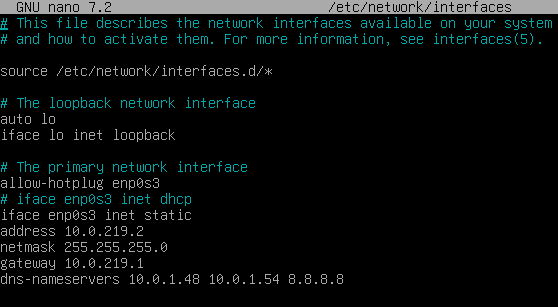 GNU nano 7.2 /etc/network/interfaces
# This file describes the network interfaces available on your system
# and how to activate them. For more information, see interfaces(5).
source /etc/network/interfaces.d/*
# The loopback network interface
auto lo
iface lo inet loopback
# The primary network interface
allow-hotplug enp0s3
# iface enp0s3 inet dhcp
iface enp0s3 inet static
address 10.0.219.2
netmask 255.255.255.0
gateway 10.0.219.1
dns-nameservers 10.0.1.48 10.0.1.54 8.8.8.8